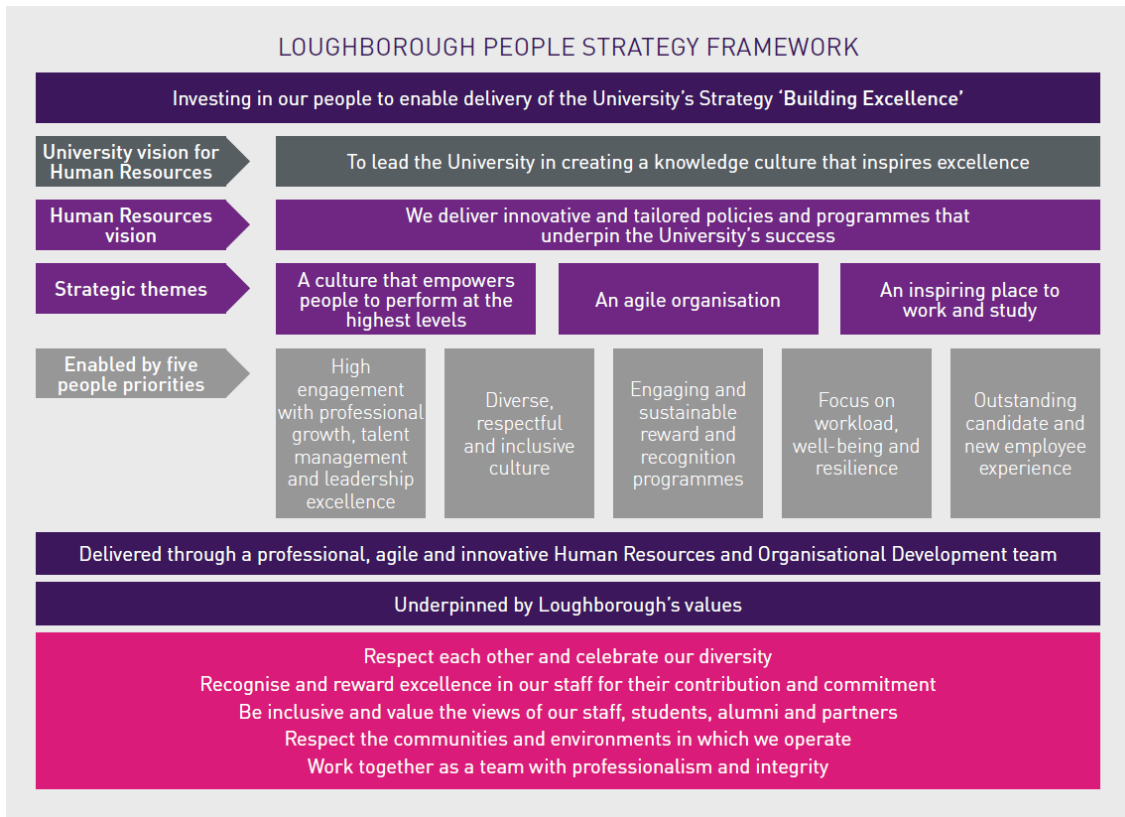 LOUGHBOROUGH PEOPLE STRATEGY FRAMEWORK
Investing in our people to enable delivery of the University's Strategy 'Building Excellence'
University vision for
Human Resources
To lead the University in creating a knowledge culture that inspires excellence
Human Resources
vision
We deliver innovative and tailored policies and programmes that
underpin the University's success
Strategic themes
A culture that empowers
people to perform at the
highest levels
An agile organisation
An inspiring place to
work and study
Enabled by five
people priorities
High
engagement
with professional
growth, talent
management
and leadership
excellence
Diverse,
respectful
and inclusive
culture
Engaging and
sustainable
reward and
recognition
programmes
Focus on
workload,
well-being and
resilience
Outstanding
candidate and
new employee
experience
Delivered through a professional, agile and innovative Human Resources and Organisational Development team
Underpinned by Loughborough's values
Respect each other and celebrate our diversity
Recognise and reward excellence in our staff for their contribution and commitment
Be inclusive and value the views of our staff, students, alumni and partners
Respect the communities and environments in which we operate
Work together as a team with professionalism and integrity